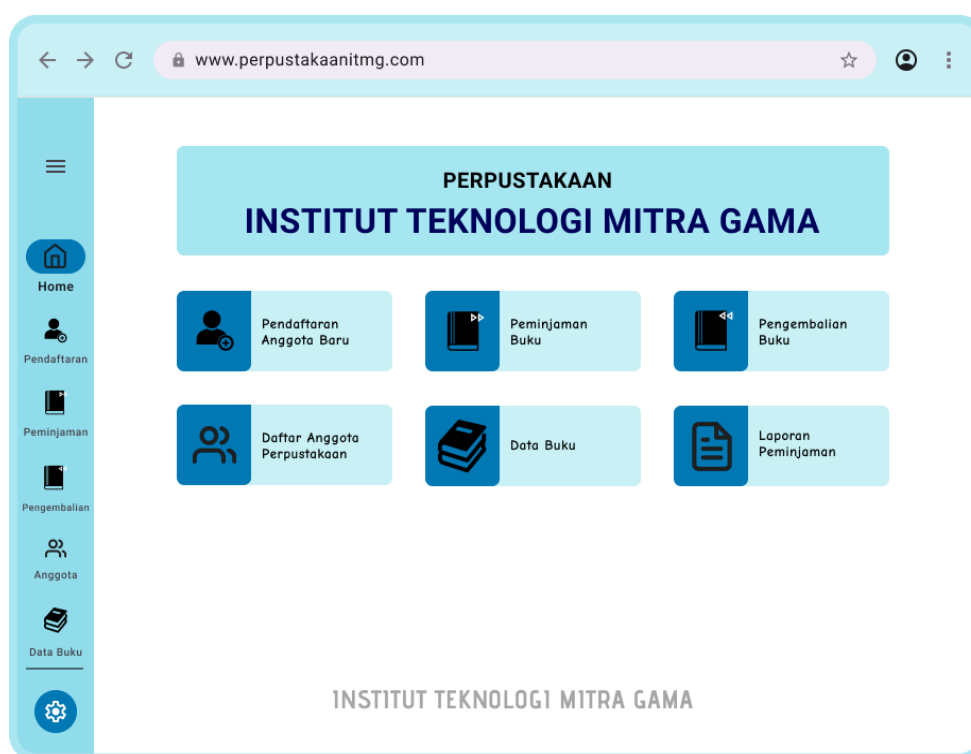 www.perpustakaanitmg.com
PERPUSTAKAAN
INSTITUT TEKNOLOGI MITRA GAMA
Home
Pendaftaran
Peminjaman
Pengembalian
Anggota
Data Buku
Pendaftaran
Anggota Baru
Peminjaman
Buku
Pengembalian
Buku
Daftar Anggota
Perpustakaan
Data Buku
Laporan
Peminjaman
INSTITUT TEKNOLOGI MITRA GAMA